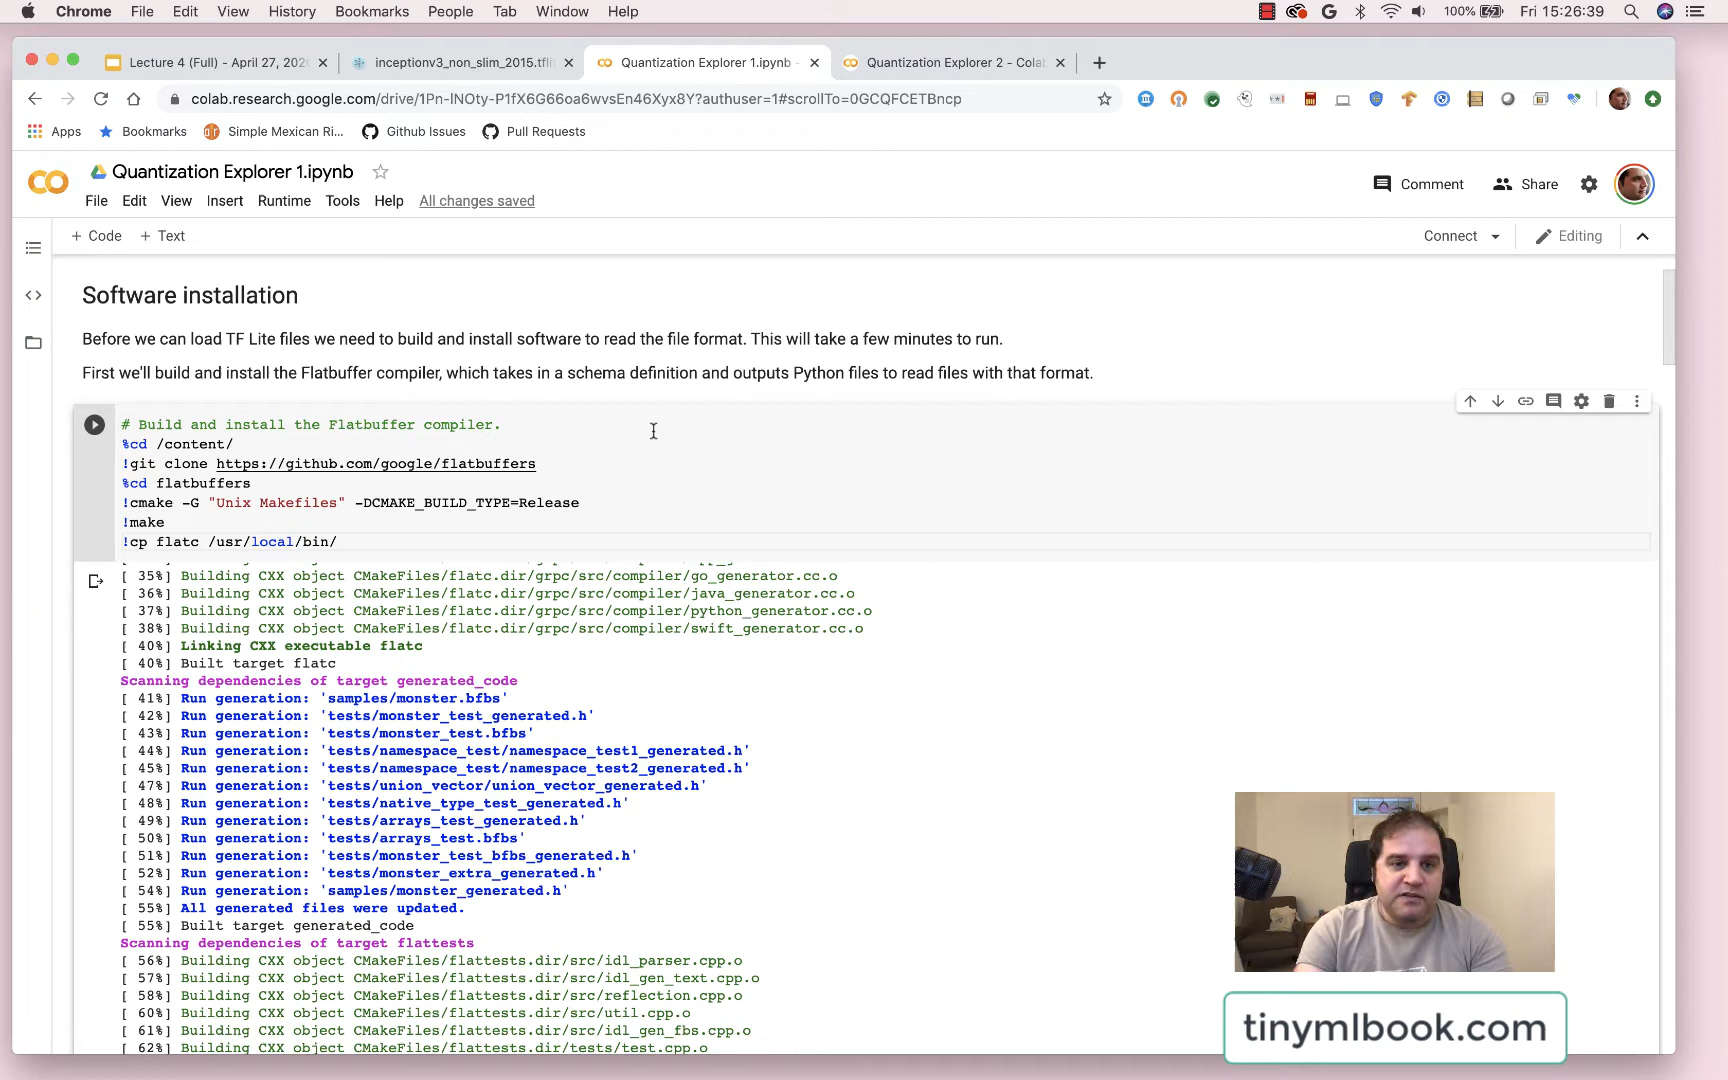 Chrome File Edit View History Bookmarks People Tab Window Help 100% Fri 15:26:39
Lecture 4 (Full) - April 27, 202 inceptionv3_non_slim_2015.tfli Quantization Explorer 1.ipynb - Quantization Explorer 2 - Colab
colab.research.google.com/drive/1Pn-lNOty-P1fX6G66oa6wvsEn46Xyx8Y?authuser=1#scrollTo=0GCQFCETBncp
Apps Bookmarks Simple Mexican Ri... Github Issues Pull Requests
Quantization Explorer 1.ipynb
Comment Share
File Edit View Insert Runtime Tools Help All changes saved
+ Code + Text Connect Editing
Software installation
Before we can load TF Lite files we need to build and install software to read the file format. This will take a few minutes to run.
First we'll build and install the Flatbuffer compiler, which takes in a schema definition and outputs Python files to read files with that format.
# Build and install the Flatbuffer compiler.
%cd /content/
!git clone https://github.com/google/flatbuffers
%cd flatbuffers
!cmake -G "Unix Makefiles" -DCMAKE_BUILD_TYPE=Release
!make
!cp flatc /usr/local/bin/
[ 35%] Building CXX object CMakeFiles/flatc.dir/grpc/src/compiler/go_generator.cc.o
[ 36%] Building CXX object CMakeFiles/flatc.dir/grpc/src/compiler/java_generator.cc.o
[ 37%] Building CXX object CMakeFiles/flatc.dir/grpc/src/compiler/python_generator.cc.o
[ 38%] Building CXX object CMakeFiles/flatc.dir/grpc/src/compiler/swift_generator.cc.o
[ 40%] Linking CXX executable flatc
[ 40%] Built target flatc
Scanning dependencies of target generated_code
[ 41%] Run generation: 'samples/monster.bfbs'
[ 42%] Run generation: 'tests/monster_test_generated.h'
[ 43%] Run generation: 'tests/monster_test.bfbs'
[ 44%] Run generation: 'tests/namespace_test/namespace_test1_generated.h'
[ 45%] Run generation: 'tests/namespace_test/namespace_test2_generated.h'
[ 47%] Run generation: 'tests/union_vector/union_vector_generated.h'
[ 48%] Run generation: 'tests/native_type_test_generated.h'
[ 49%] Run generation: 'tests/arrays_test_generated.h'
[ 50%] Run generation: 'tests/arrays_test.bfbs'
[ 51%] Run generation: 'tests/monster_test_bfbs_generated.h'
[ 52%] Run generation: 'tests/monster_extra_generated.h'
[ 54%] Run generation: 'samples/monster_generated.h'
[ 55%] All generated files were updated.
[ 55%] Built target generated_code
Scanning dependencies of target flattests
[ 56%] Building CXX object CMakeFiles/flattests.dir/src/idl_parser.cpp.o
[ 57%] Building CXX object CMakeFiles/flattests.dir/src/idl_gen_text.cpp.o
[ 58%] Building CXX object CMakeFiles/flattests.dir/src/reflection.cpp.o
[ 60%] Building CXX object CMakeFiles/flattests.dir/src/util.cpp.o
[ 61%] Building CXX object CMakeFiles/flattests.dir/src/idl_gen_fbs.cpp.o
[ 62%] Building CXX object CMakeFiles/flattests.dir/tests/test.cpp.o
tinymlbook.com